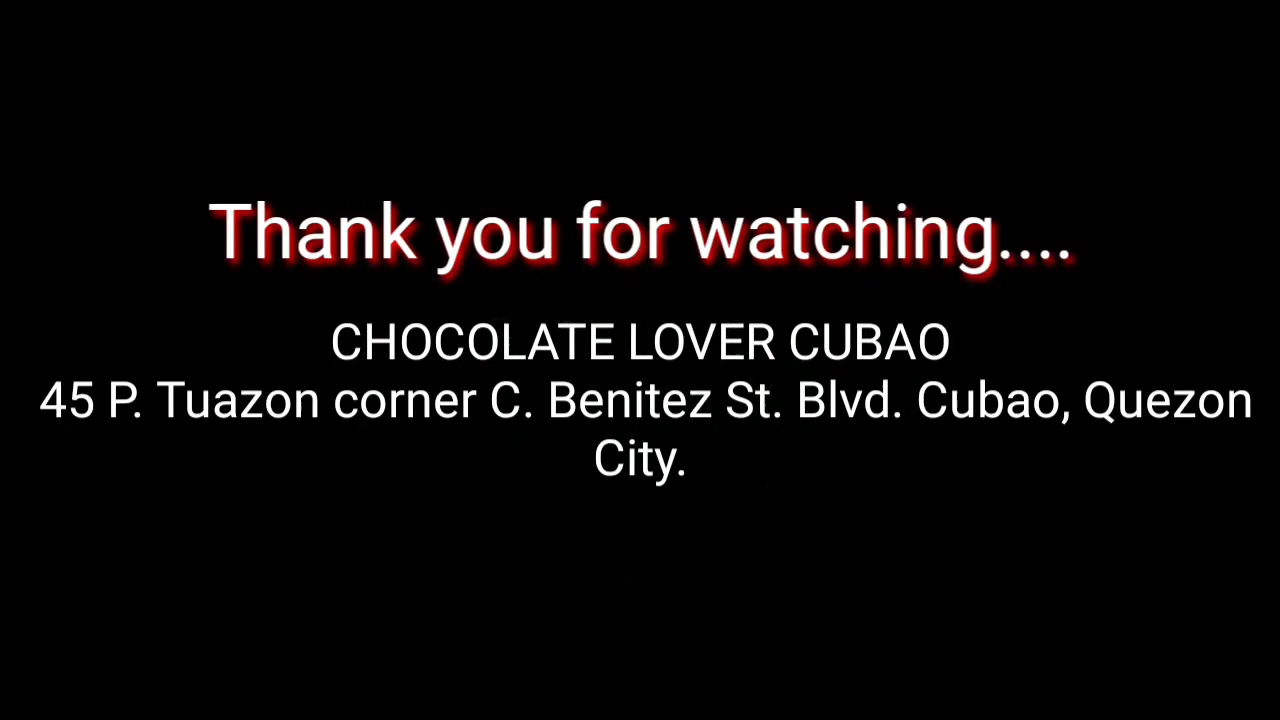 Thank you for watching....
CHOCOLATE LOVER CUBAO
45 P. Tuazon corner C. Benitez St. Blvd. Cubao, Quezon
City.